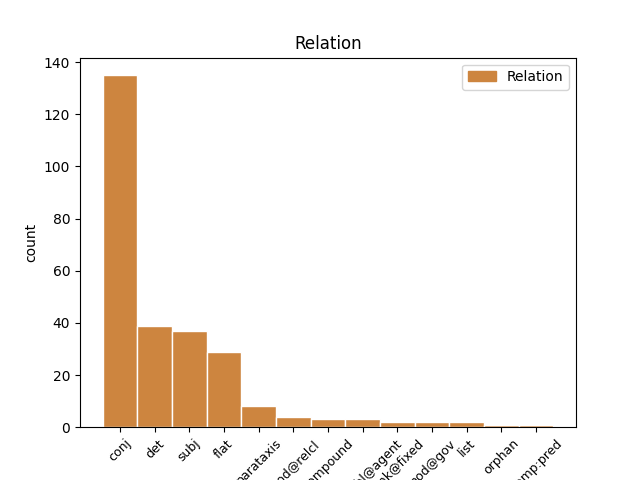 Relation
Relation
140
120
100
80
60
40
20
0
count
conj
det
subj
flat
parataxis
list
orphan